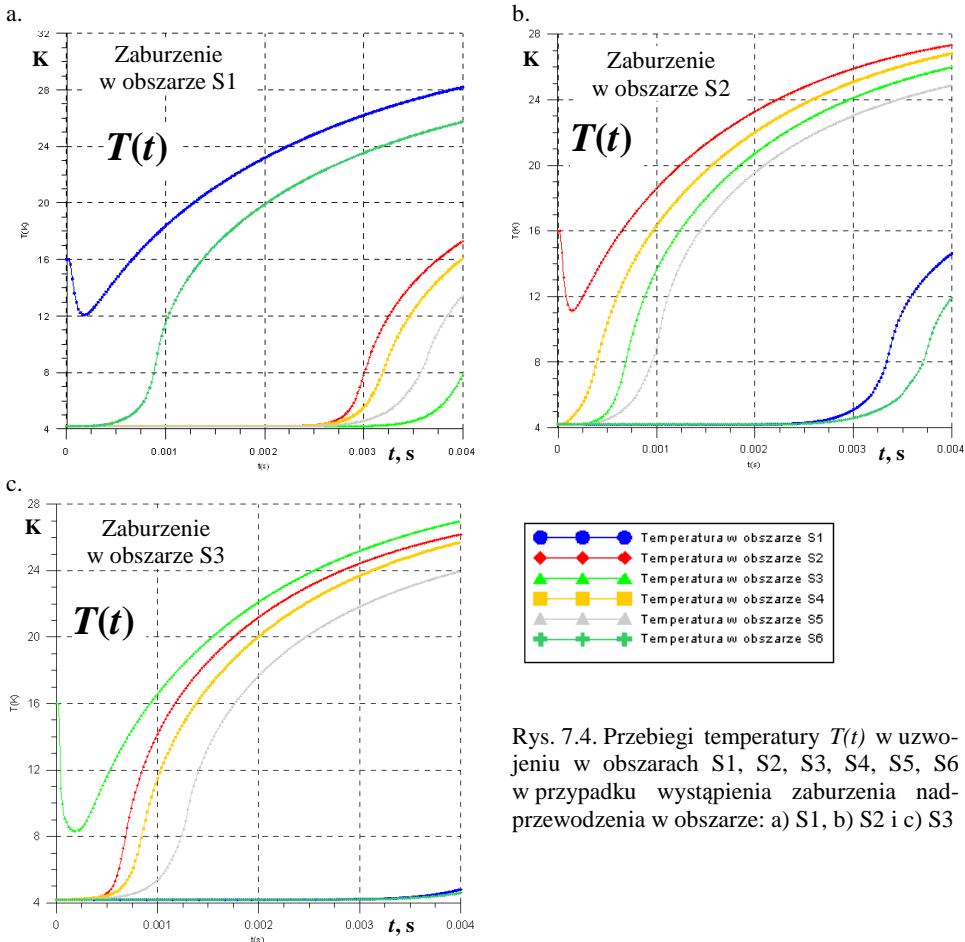 a.
K
Zaburzenie
w obszarze S1
T(t)
32
28
24
20
16
12
8
4
T(K)
0
0.001
0.002
0.003
0.004
t, s
t(s)
b.
K
Zaburzenie
w obszarze S2
T(t)
28
24
20
16
12
8
4
T(K)
0
0.001
0.002
0.003
0.004
t, s
t(s)
c.
K
Zaburzenie
w obszarze S3
T(t)
28
24
20
16
12
8
4
T(K)
0
0.001
0.002
0.003
0.004
t, s
t(s)
Temperatura w obszarze S1
Temperatura w obszarze S2
Temperatura w obszarze S3
Temperatura w obszarze S4
Temperatura w obszarze S5
Temperatura w obszarze S6
Rys. 7.4. Przebiegi temperatury T(t) w uzwo-
jeniu w obszarach S1, S2, S3, S4, S5, S6
w przypadku wystąpienia zaburzenia nad-
przewodzenia w obszarze: a) S1, b) S2 i c) S3